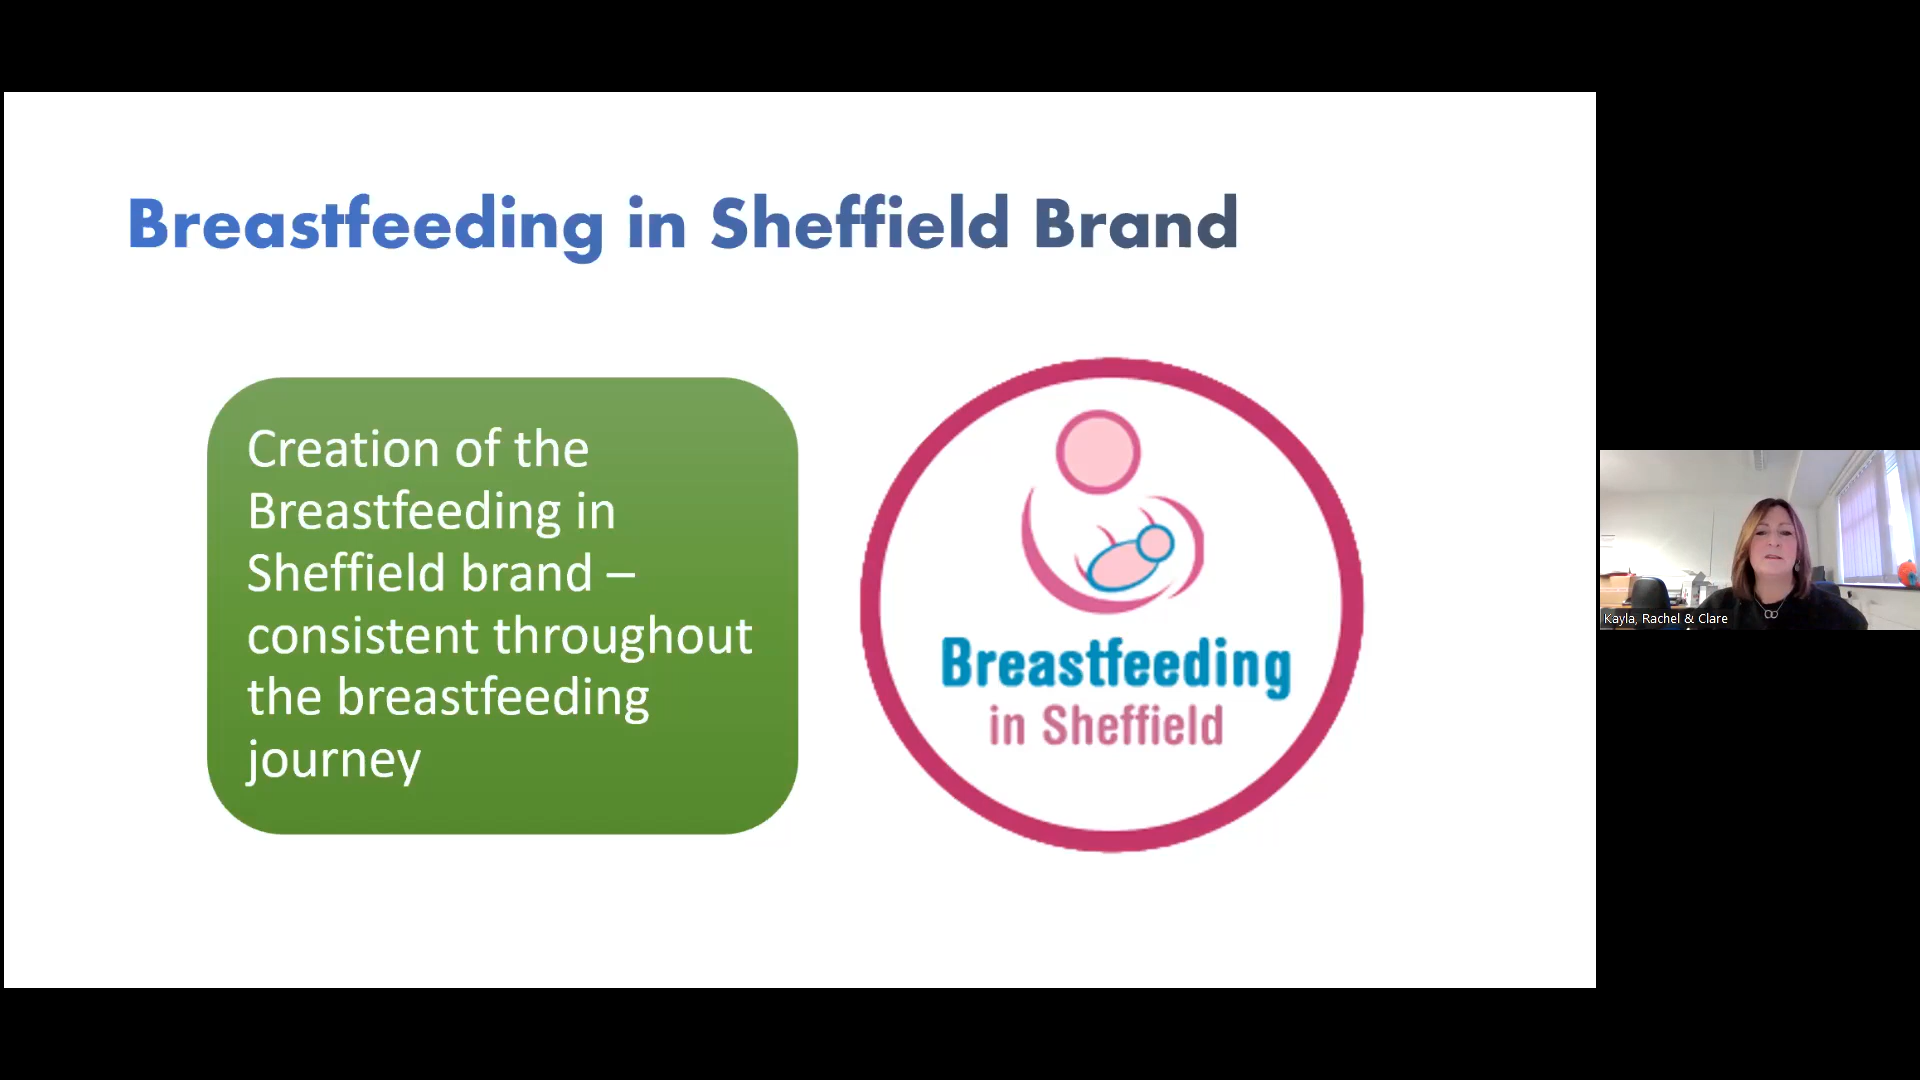 Breastfeeding in Sheffield Brand
Creation of the
Breastfeeding in
Sheffield brand –
consistent throughout
the breastfeeding
journey
Breastfeeding
in Sheffield
Kayla, Rachel & Clare